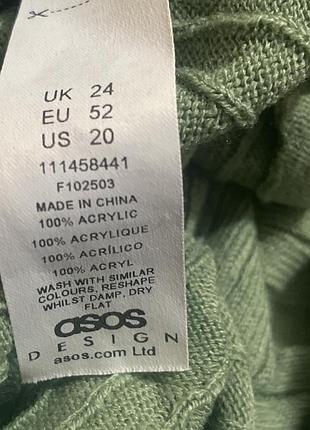 UK 24
EU 52
US 20
111458441
F102503
MADE IN CHINA
100% ACRYLIC
100% ACRYLIQUE
100% ACRÍLICO
100% ACRYL
WASH WITH SIMILAR
COLOURS, RESHAPE
WHILST DAMP, DRY
FLAT
asos
DESIGN
asos.com Ltd